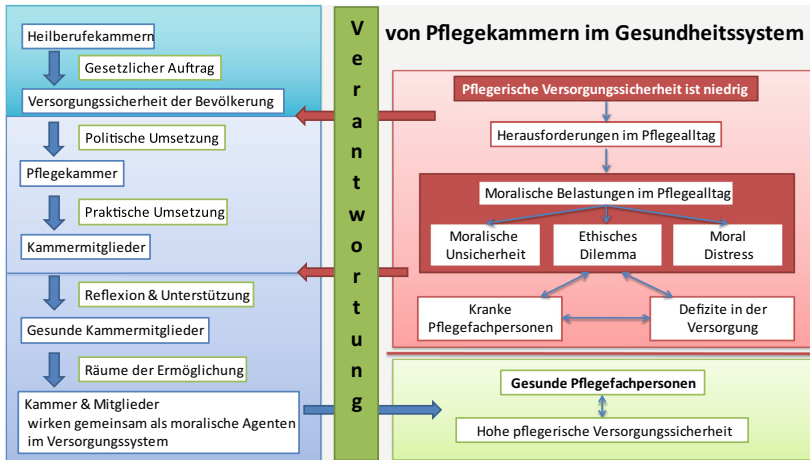 Heilberufekammern
Gesetzlicher Auftrag
Versorgungssicherheit der Bevölkerung
Politische Umsetzung
Pflegekammer
Praktische Umsetzung
Kammermitglieder
Reflexion & Unterstützung
Gesunde Kammermitglieder
Räume der Ermöglichung
Kammer & Mitglieder
wirken gemeinsam als moralische Agenten
im Versorgungssystem
Verantwortung
von Pflegekammern im Gesundheitssystem
Pflegerische Versorgungssicherheit ist niedrig
Herausforderungen im Pflegealltag
Moralische Belastungen im Pflegealltag
Moralische
Unsicherheit
Ethisches
Dilemma
Moral
Distress
Kranke
Pflegefachpersonen
Defizite in der
Versorgung
Gesunde Pflegefachpersonen
Hohe pflegerische Versorgungssicherheit